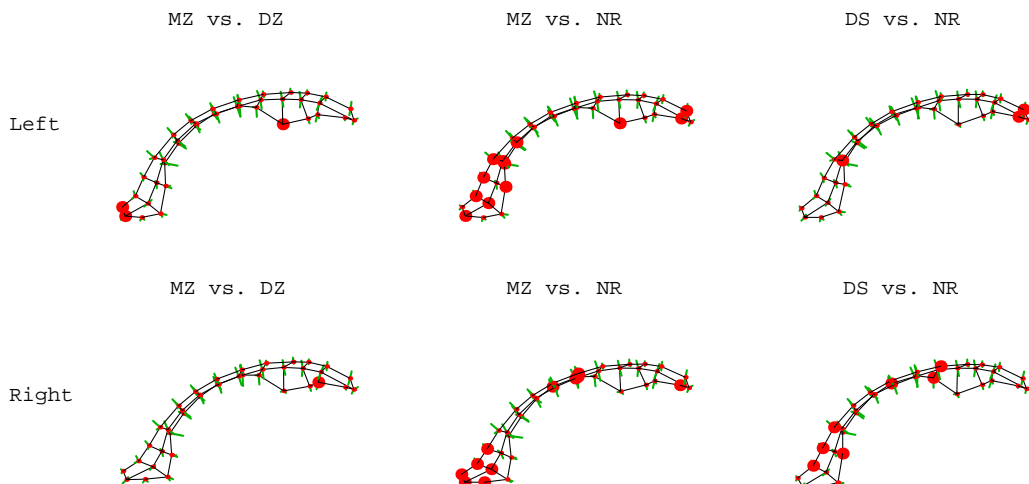 MZ vs. DZ MZ vs. NR DS vs. NR
Left
MZ vs. DZ MZ vs. NR DS vs. NR
Right